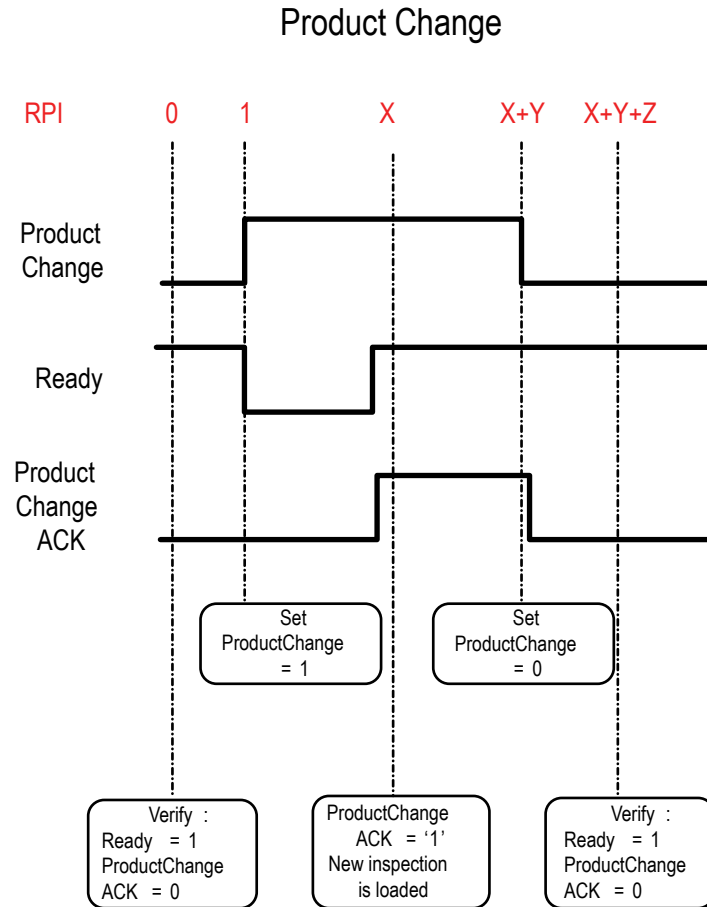 Product Change
RPI 0 1 X X+Y X+Y+Z
Product
Change
Ready
Product
Change
ACK
Set
ProductChange
= 1
Set
ProductChange
= 0
Verify :
Ready = 1
ProductChange
ACK = 0
ProductChange
ACK = ‘1’
New inspection
is loaded
Verify :
Ready = 1
ProductChange
ACK = 0